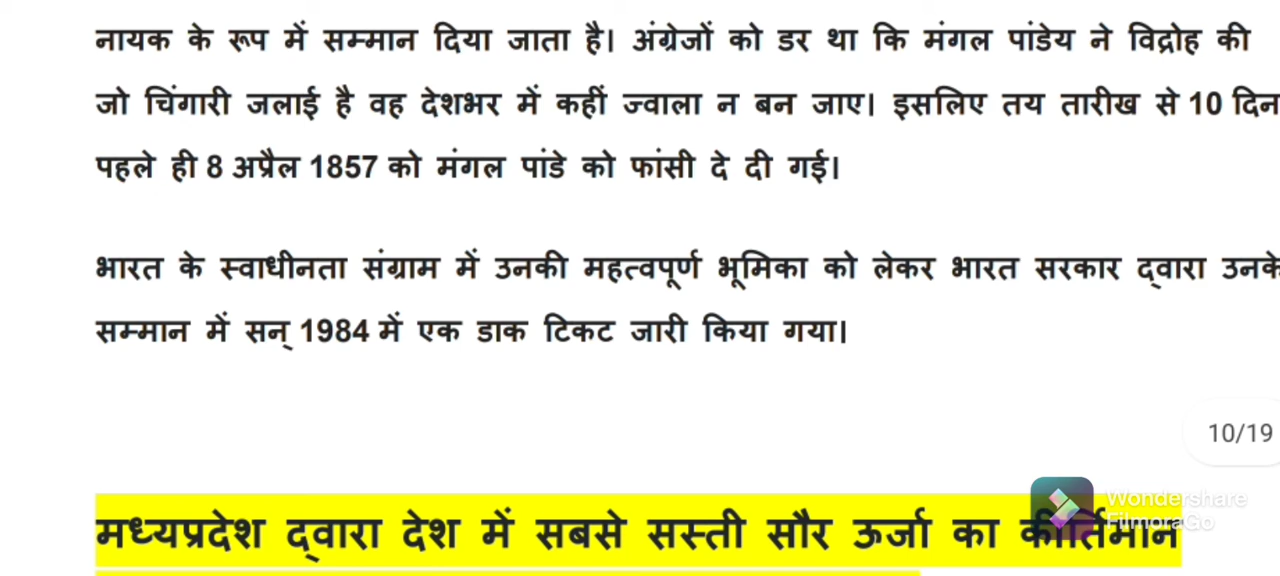 नायक के रूप में सम्मान दिया जाता है। अंग्रेजों को डर था कि मंगल पांडेय ने विद्रोह की
जो चिंगारी जलाई है वह देशभर में कहीं ज्वाला न बन जाए। इसलिए तय तारीख से 10 दिन
पहले ही 8 अप्रैल 1857 को मंगल पांडे को फांसी दे दी गई।
भारत के स्वाधीनता संग्राम में उनकी महत्वपूर्ण भूमिका को लेकर भारत सरकार द्वारा उनके
सम्मान में सन् 1984 में एक डाक टिकट जारी किया गया।
10/19
Wondershare
FilmoraGo
मध्यप्रदेश द्वारा देश में सबसे सस्ती सौर ऊर्जा का कीर्तिमान